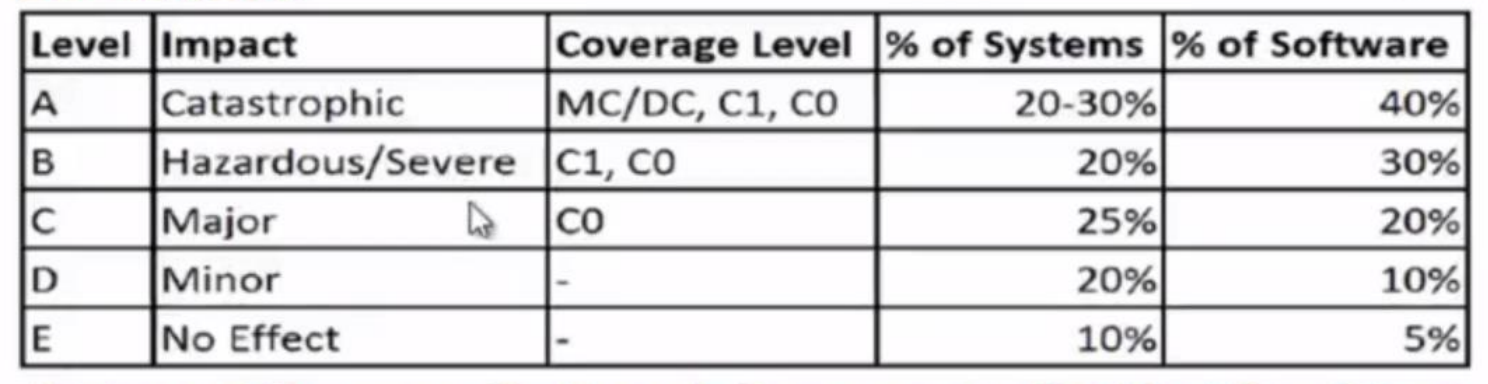 Level Impact Coverage Level % of Systems % of Software
A Catastrophic MC/DC, C1, C0 20-30% 40%
B Hazardous/Severe C1, C0 20% 30%
C Major C0 25% 20%
D Minor - 20% 10%
E No Effect - 10% 5%